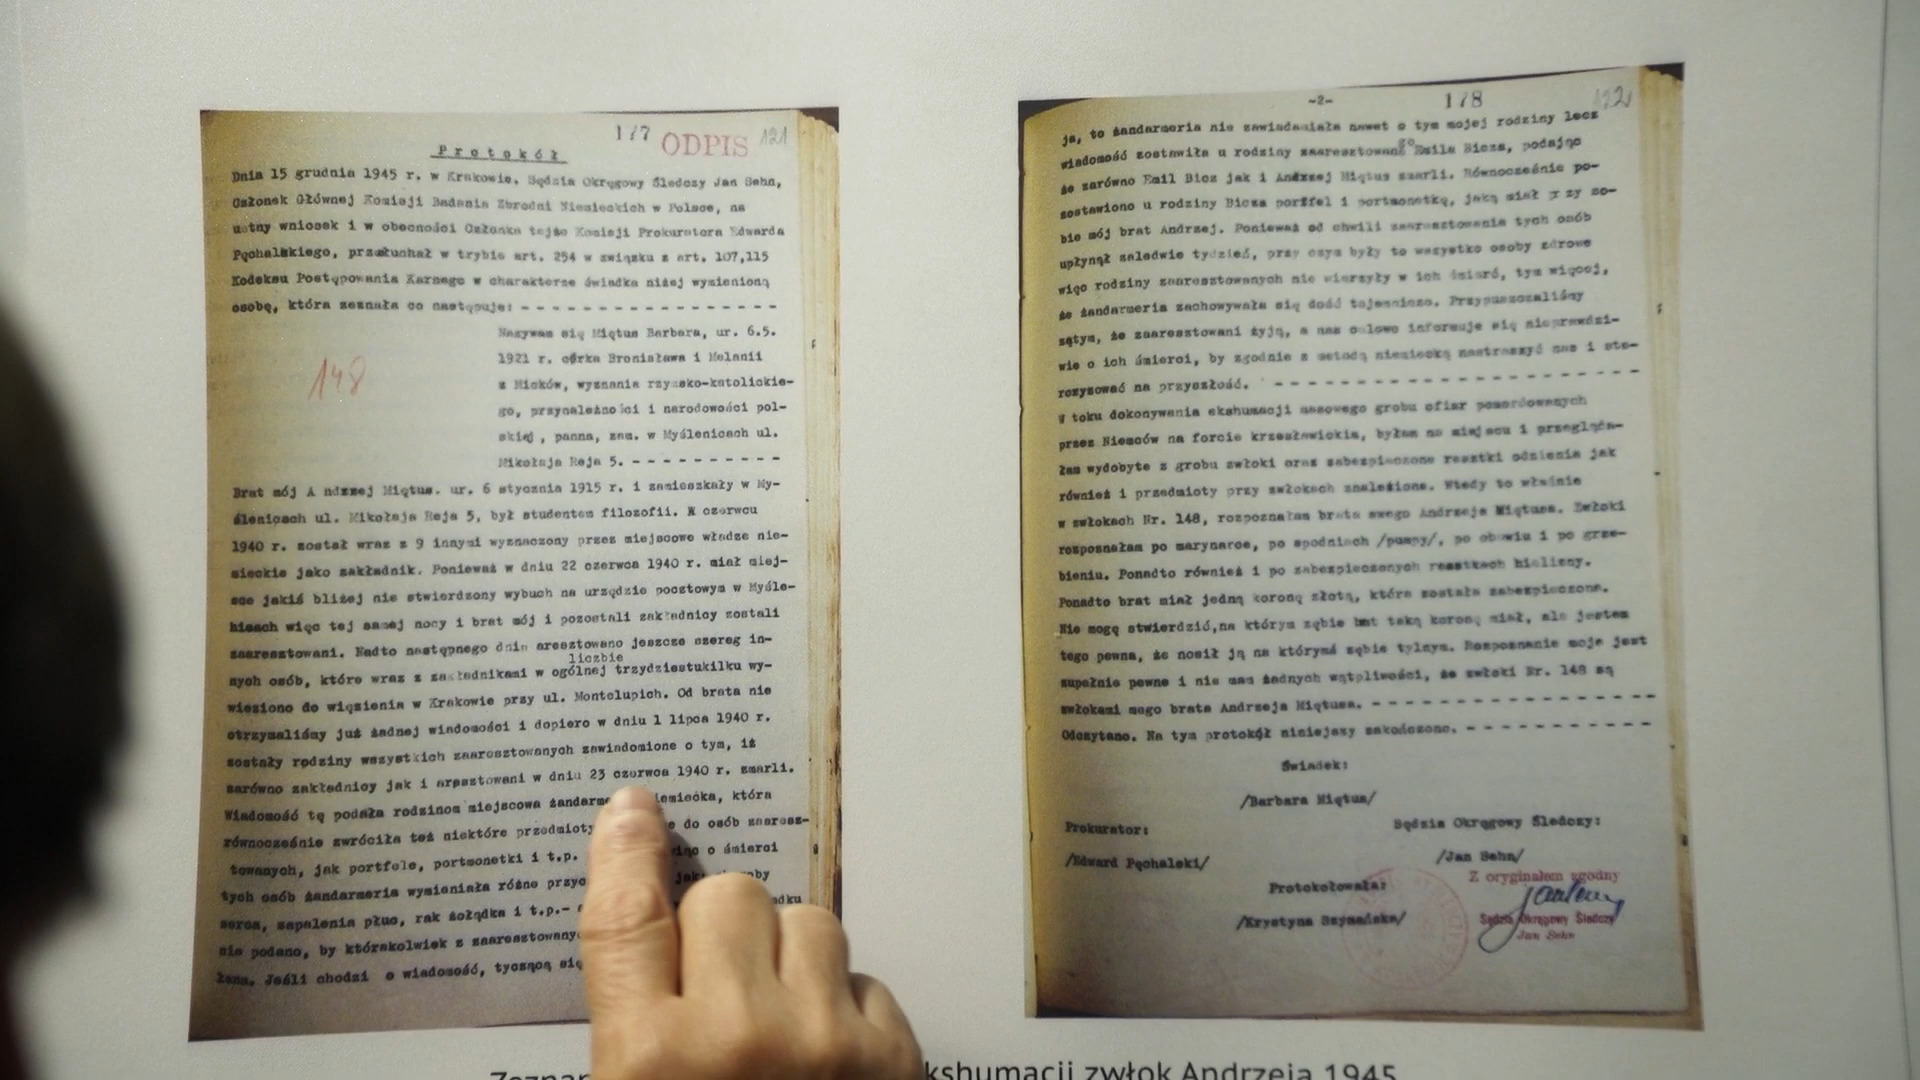 177 ODPIS 121
Protokół
Dnia 15 grudnia 1945 r. w Krakowie. Sędzia Okręgowy Śledczy Jan Sehn,
Członek Głównej Komisji Badania Zbrodni Niemieckich w Polsce, na
ustny wniosek i w obecności Członka tejże Komisji Prokuratora Edwarda
Pęchalskiego, przesłuchał w trybie art. 254 w związku z art. 107,115
Kodeksu Postępowania Karnego w charakterze świadka niżej wymienioną
osobę, która zeznała co następuje: - - - - - - - - - - - - - - - - -
Nazywam się Miętus Barbara, ur. 6.5.
1921 r. córka Bronisława i Melanii
z Micków, wyznania rzymsko-katolickie-
go, przynależności i narodowości pol-
skiej, panna, zam. w Myślenicach ul.
Mikołaja Reja 5. - - - - - - - - - -
148
Brat mój A ndrzej Miętus. ur. 6 stycznia 1915 r. i zamieszkały w My-
ślenicach ul. Mikołaja Reja 5, był studentem filozofii. W czerwcu
1940 r. został wraz z 9 innymi wyznaczony przez miejscowe władze nie-
mieckie jako zakładnik. Ponieważ w dniu 22 czerwca 1940 r. miał miej-
sce jakiś bliżej nie stwierdzony wybuch na urzędzie pocztowym w Myśle-
nicach więc tej samej nocy i brat mój i pozostali zakładnicy zostali
zaaresztowani. Nadto następnego dnia aresztowano jeszcze szereg in-
liczbie
nych osób, które wraz z zakładnikami w ogólnej trzydziestukilku wy-
wieziono do więzienia w Krakowie przy ul. Montelupich. Od brata nie
otrzymaliśmy już żadnej wiadomości i dopiero w dniu 1 lipca 1940 r.
zostały rodziny wszystkich zaaresztowanych zawiadomione o tym, iż
zarówno zakładnicy jak i aresztowani w dniu 23 czerwca 1940 r. zmarli.
Wiadomość tę podała rodzinom miejscowa żandarme iemiecka, która
równocześnie zwróciła też niektóre przedmioty e do osób zaaresz-
towanych, jak portfele, portmonetki i t.p. o śmierci
tych osób żandarmeria wymieniała różne przyc jak
serca, zapalenia płuc, rak żołądka i t.p.- adku
nie podano, by którakolwiek z zaaresztowany
łana. Jeśli chodzi o wiadomość, tyczącą się
-2- 178 122
ja, to żandarmeria nie zawiadamiała nawet o tym mojej rodziny lecz
wiadomość zostawiła u rodziny zaaresztowanego Emila Bicza, podając
że zarówno Emil Bicz jak i Andrzej Miętus zmarli. Równocześnie po-
zostawiono u rodziny Bicza portfel i portmonetkę, jaką miał przy so-
bie mój brat Andrzej. Ponieważ od chwili zaaresztowania tych osób
upłynął zaledwie tydzień, przy czym były to wszystko osoby zdrowe
więc rodziny zaaresztowanych nie wierzyły w ich śmierć, tym więcej,
że żandarmeria zachowywała się dość tajemniczo. Przypuszczaliśmy
zatym, że zaaresztowani żyją, a nas celowo informuje się nieprawdzi-
wie o ich śmierci, by zgodnie z metodą niemiecką nastraszyć nas i ste-
roryzować na przyszłość. - - - - - - - - - - - - - - - - - - - -
W toku dokonywania ekshumacji masowego grobu ofiar pomordowanych
przez Niemców na forcie krzesławickim, byłam na miejscu i przegląda-
łam wydobyte z grobu zwłoki oraz zabezpieczone resztki odzienia jak
również i przedmioty przy zwłokach znalezione. Wtedy to właśnie
w zwłokach Nr. 148, rozpoznałam brata swego Andrzeja Miętusa. Zwłoki
rozpoznałam po marynarce, po spodniach /pumpy/, po obuwiu i po grze-
bieniu. Ponadto również i po zabezpieczonych resztkach bielizny.
Ponadto brat miał jedną koronę złotą, która została zabezpieczona.
Nie mogę stwierdzić,na którym zębie brat taką koronę miał, ale jestem
tego pewna, że nosił ją na którymś zębie tylnym. Rozpoznanie moje jest
zupełnie pewne i nie mam żadnych wątpliwości, że zwłoki Nr. 148 są
zwłokami mego brata Andrzeja Miętusa. - - - - - - - - - - - - - - -
Odczytano. Na tym protokół niniejszy zakończono. - - - - - - - - - -
Świadek:
/Barbara Miętus/
Prokurator: Sędzia Okręgowy Śledczy:
/Edward Pęchalski/ /Jan Sehn/
Protokołowała: Z oryginałem zgodny
/Krystyna Szymańska/ Sędzia Okręgowy Śledczy
Jan Sehn
kshumacji zwłok Andrzeja 1945